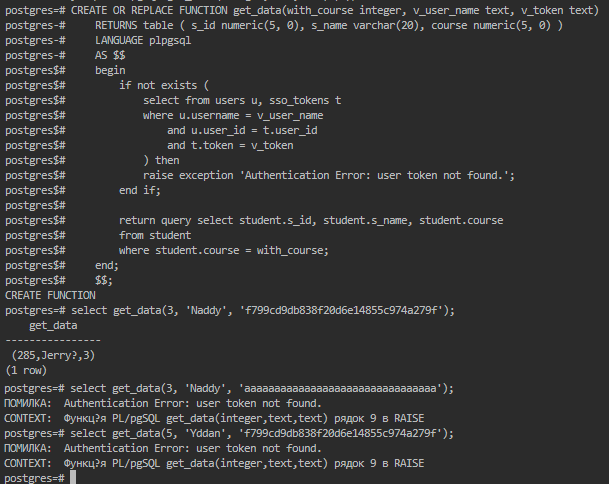 postgres=# CREATE OR REPLACE FUNCTION get_data(with_course integer, v_user_name text, v_token text)
postgres-#     RETURNS table ( s_id numeric(5, 0), s_name varchar(20), course numeric(5, 0) )
postgres-#     LANGUAGE plpgsql
postgres-#     AS $$
postgres$#     begin
postgres$#         if not exists (
postgres$#             select from users u, sso_tokens t
postgres$#             where u.username = v_user_name
postgres$#                 and u.user_id = t.user_id
postgres$#                 and t.token = v_token
postgres$#             ) then
postgres$#             raise exception 'Authentication Error: user token not found.';
postgres$#         end if;
postgres$#
postgres$#         return query select student.s_id, student.s_name, student.course
postgres$#         from student
postgres$#         where student.course = with_course;
postgres$#     end;
postgres$#     $$;
CREATE FUNCTION
postgres=# select get_data(3, 'Naddy', 'f799cd9db838f20d6e14855c974a279f');
    get_data
----------------
 (285,Jerry?,3)
(1 row)
postgres=# select get_data(3, 'Naddy', 'aaaaaaaaaaaaaaaaaaaaaaaaaaaaaaaa');
ПОМИЛКА:  Authentication Error: user token not found.
CONTEXT:  Функц?я PL/pgSQL get_data(integer,text,text) рядок 9 в RAISE
postgres=# select get_data(5, 'Yddan', 'f799cd9db838f20d6e14855c974a279f');
ПОМИЛКА:  Authentication Error: user token not found.
CONTEXT:  Функц?я PL/pgSQL get_data(integer,text,text) рядок 9 в RAISE
postgres=#